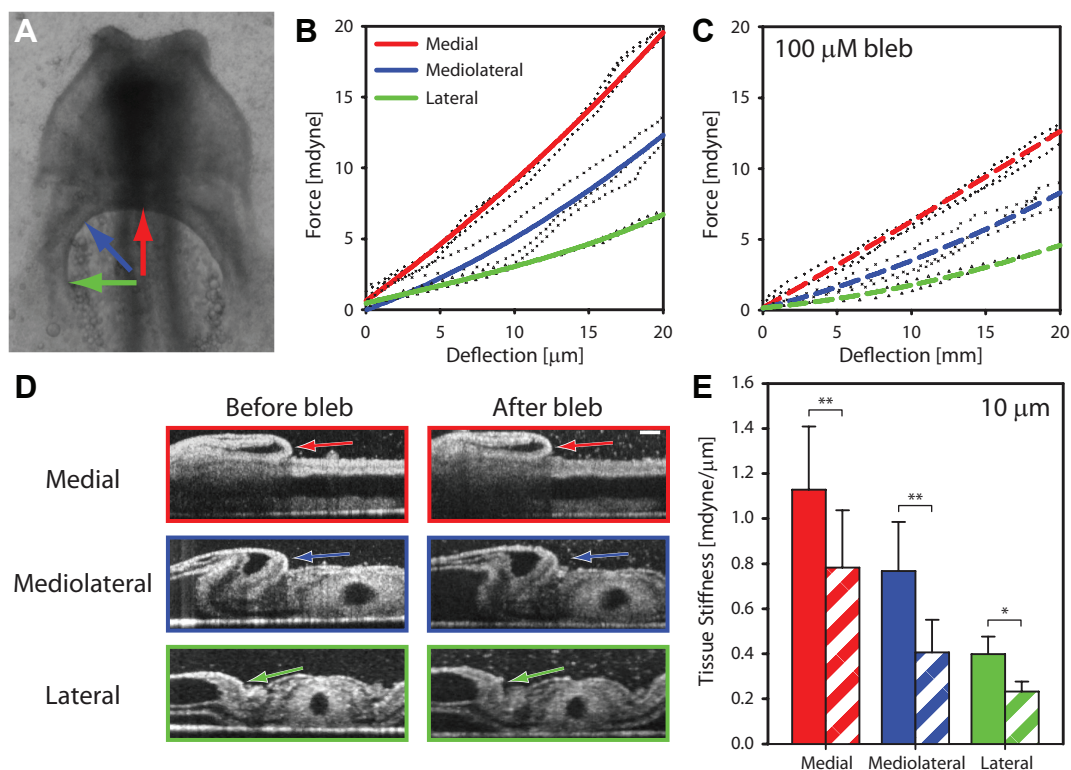 A
B
Force [mdyne]
20
15
10
5
0
Medial
Mediolateral
Lateral
0 5 10 15 20
Deflection [μm]
C
100 μM bleb
Force [mdyne]
20
15
10
5
0
0 5 10 15 20
Deflection [mm]
D
Before bleb After bleb
Medial
Mediolateral
Lateral
E
10 μm
Tissue Stiffness [mdyne/μm]
1.6
1.4
1.2
1.0
0.8
0.6
0.4
0.2
0.0
**
**
*
Medial Mediolateral Lateral